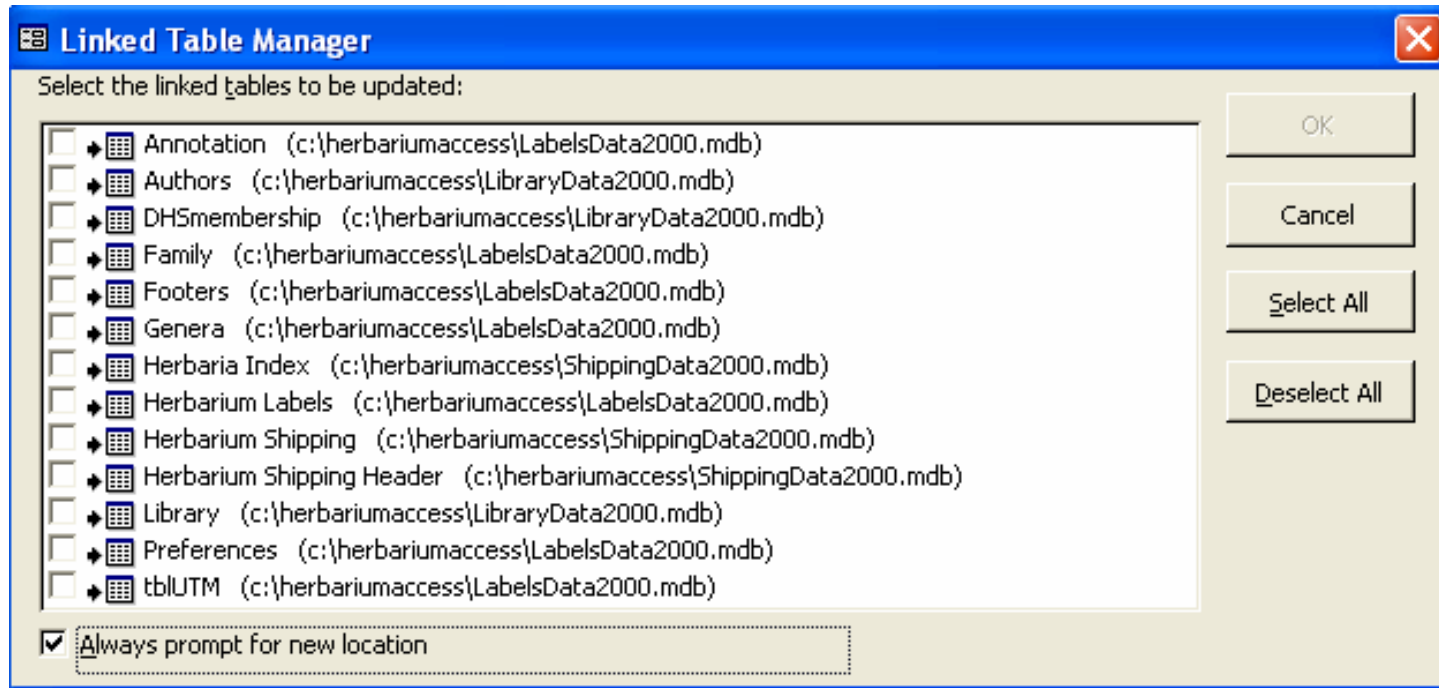 Linked Table Manager
Select the linked tables to be updated:
Annotation (c:\herbariumaccess\LabelsData2000.mdb)
Authors (c:\herbariumaccess\LibraryData2000.mdb)
DHSmembership (c:\herbariumaccess\LibraryData2000.mdb)
Family (c:\herbariumaccess\LabelsData2000.mdb)
Footers (c:\herbariumaccess\LabelsData2000.mdb)
Genera (c:\herbariumaccess\LabelsData2000.mdb)
Herbaria Index (c:\herbariumaccess\ShippingData2000.mdb)
Herbarium Labels (c:\herbariumaccess\LabelsData2000.mdb)
Herbarium Shipping (c:\herbariumaccess\ShippingData2000.mdb)
Herbarium Shipping Header (c:\herbariumaccess\ShippingData2000.mdb)
Library (c:\herbariumaccess\LibraryData2000.mdb)
Preferences (c:\herbariumaccess\LabelsData2000.mdb)
tblUTM (c:\herbariumaccess\LabelsData2000.mdb)
Always prompt for new location
OK
Cancel
Select All
Deselect All